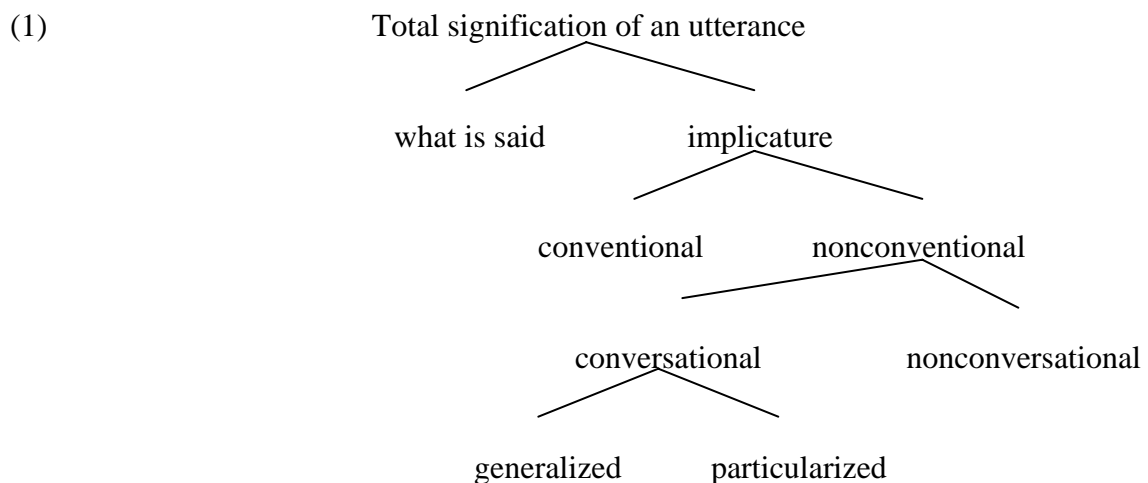 (1) Total signification of an utterance
what is said implicature
conventional nonconventional
conversational nonconversational
generalized particularized